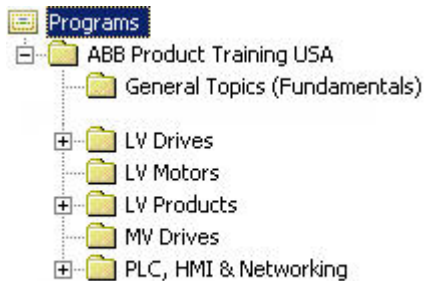 Programs
ABB Product Training USA
General Topics (Fundamentals)
LV Drives
LV Motors
LV Products
MV Drives
PLC, HMI & Networking